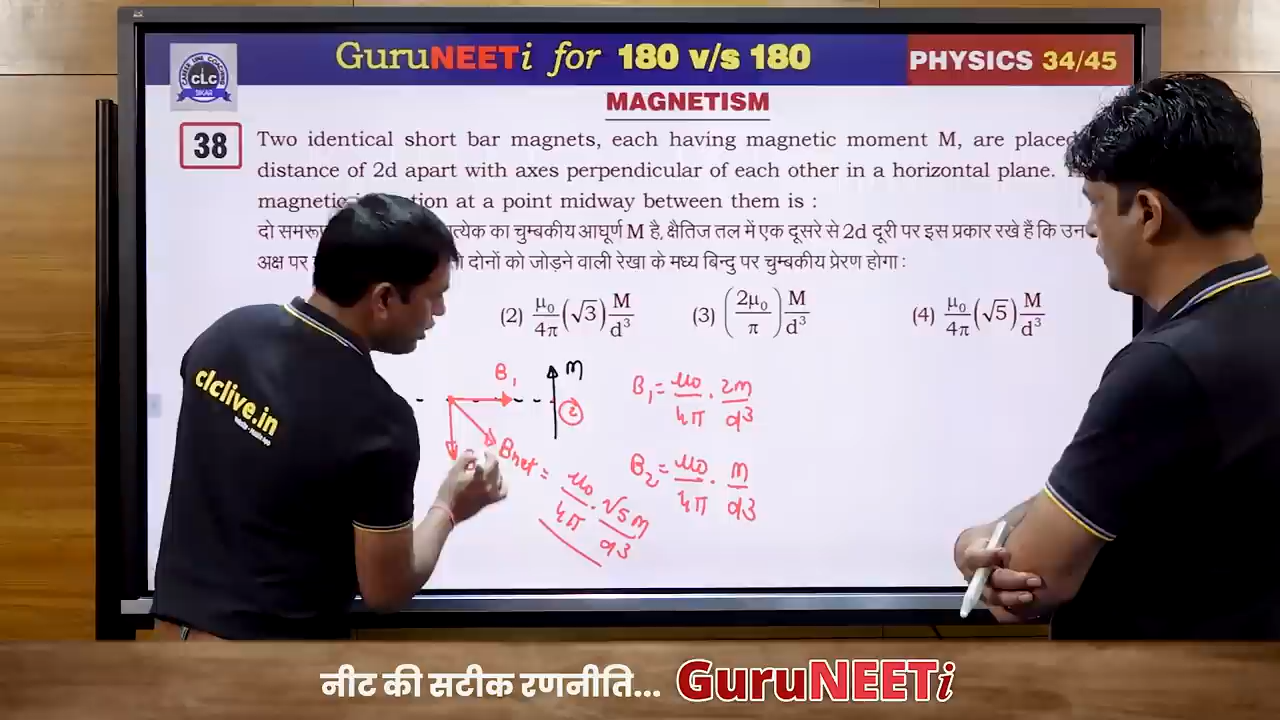 GuruNEETi for 180 v/s 180
PHYSICS 34/45
CLC
SIKAR
MAGNETISM
38
Two identical short bar magnets, each having magnetic moment M, are placed
distance of 2d apart with axes perpendicular of each other in a horizontal plane.
magnetic at a point midway between them is :
दो का चुम्बकीय आघूर्ण M है, क्षैतिज तल में एक दूसरे से 2d दूरी पर इस प्रकार रखे हैं कि उन
अक्ष पर दोनों को जोड़ने वाली रेखा के मध्य बिन्दु पर चुम्बकीय प्रेरण होगा :
(2) μ0/4π (√3) M/d³ (3) (2μ0/π) M/d³ (4) μ0/4π (√5) M/d³
B1 M
2
B1 = μ0/4π . 2M/d3
B2 = μ0/4π . M/d3
Bnet = μ0/4π . √5M/d3
clclive.in
नीट की सटीक रणनीति... GuruNEETi